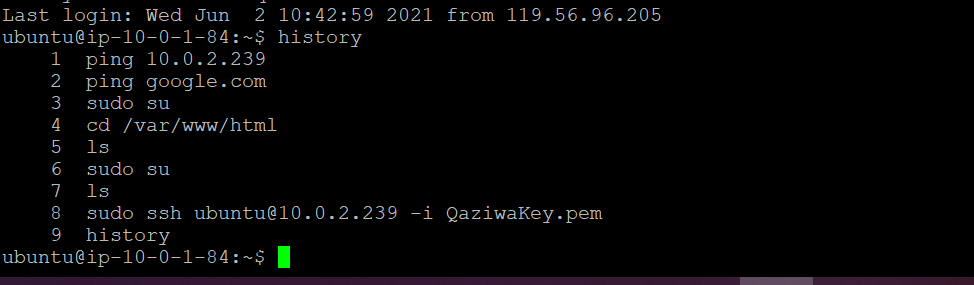 Last login: Wed Jun  2 10:42:59 2021 from 119.56.96.205
ubuntu@ip-10-0-1-84:~$ history
    1  ping 10.0.2.239
    2  ping google.com
    3  sudo su
    4  cd /var/www/html
    5  ls
    6  sudo su
    7  ls
    8  sudo ssh ubuntu@10.0.2.239 -i QaziwaKey.pem
    9  history
ubuntu@ip-10-0-1-84:~$